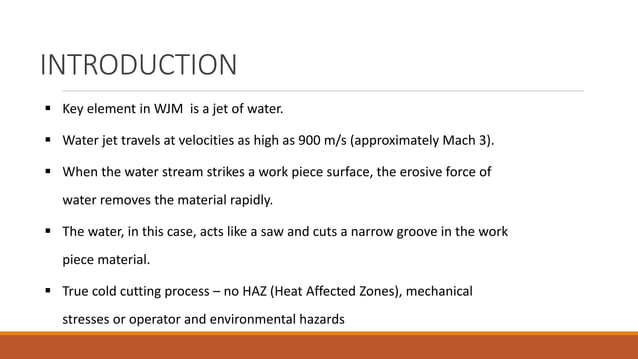 INTRODUCTION
▪ Key element in WJM is a jet of water.
▪ Water jet travels at velocities as high as 900 m/s (approximately Mach 3).
▪ When the water stream strikes a work piece surface, the erosive force of
water removes the material rapidly.
▪ The water, in this case, acts like a saw and cuts a narrow groove in the work
piece material.
▪ True cold cutting process – no HAZ (Heat Affected Zones), mechanical
stresses or operator and environmental hazards